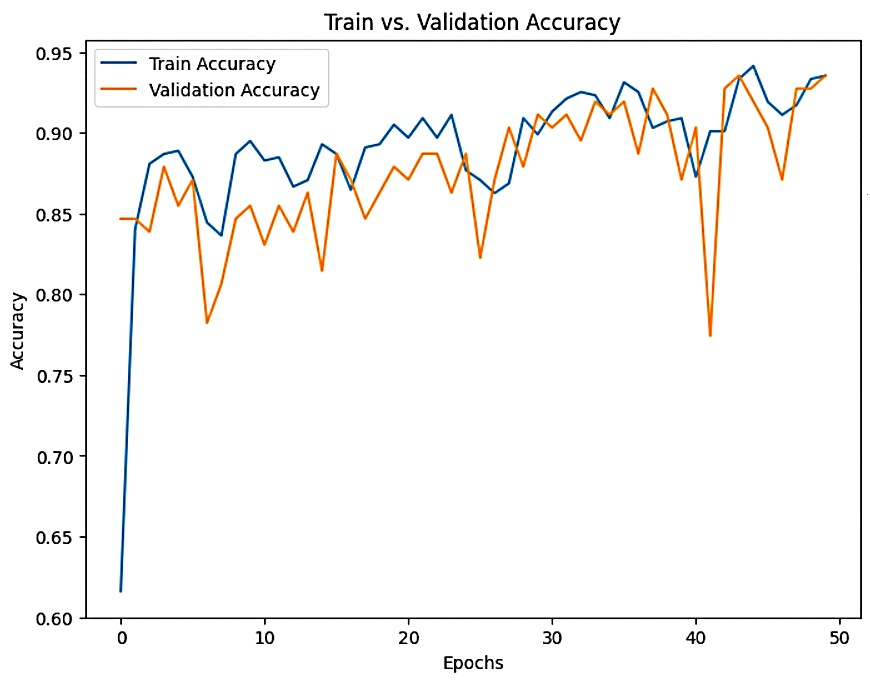 Train vs. Validation Accuracy
Train Accuracy
Validation Accuracy
0.95
0.90
0.85
0.80
0.75
0.70
0.65
0.60
Accuracy
0 10 20 30 40 50
Epochs